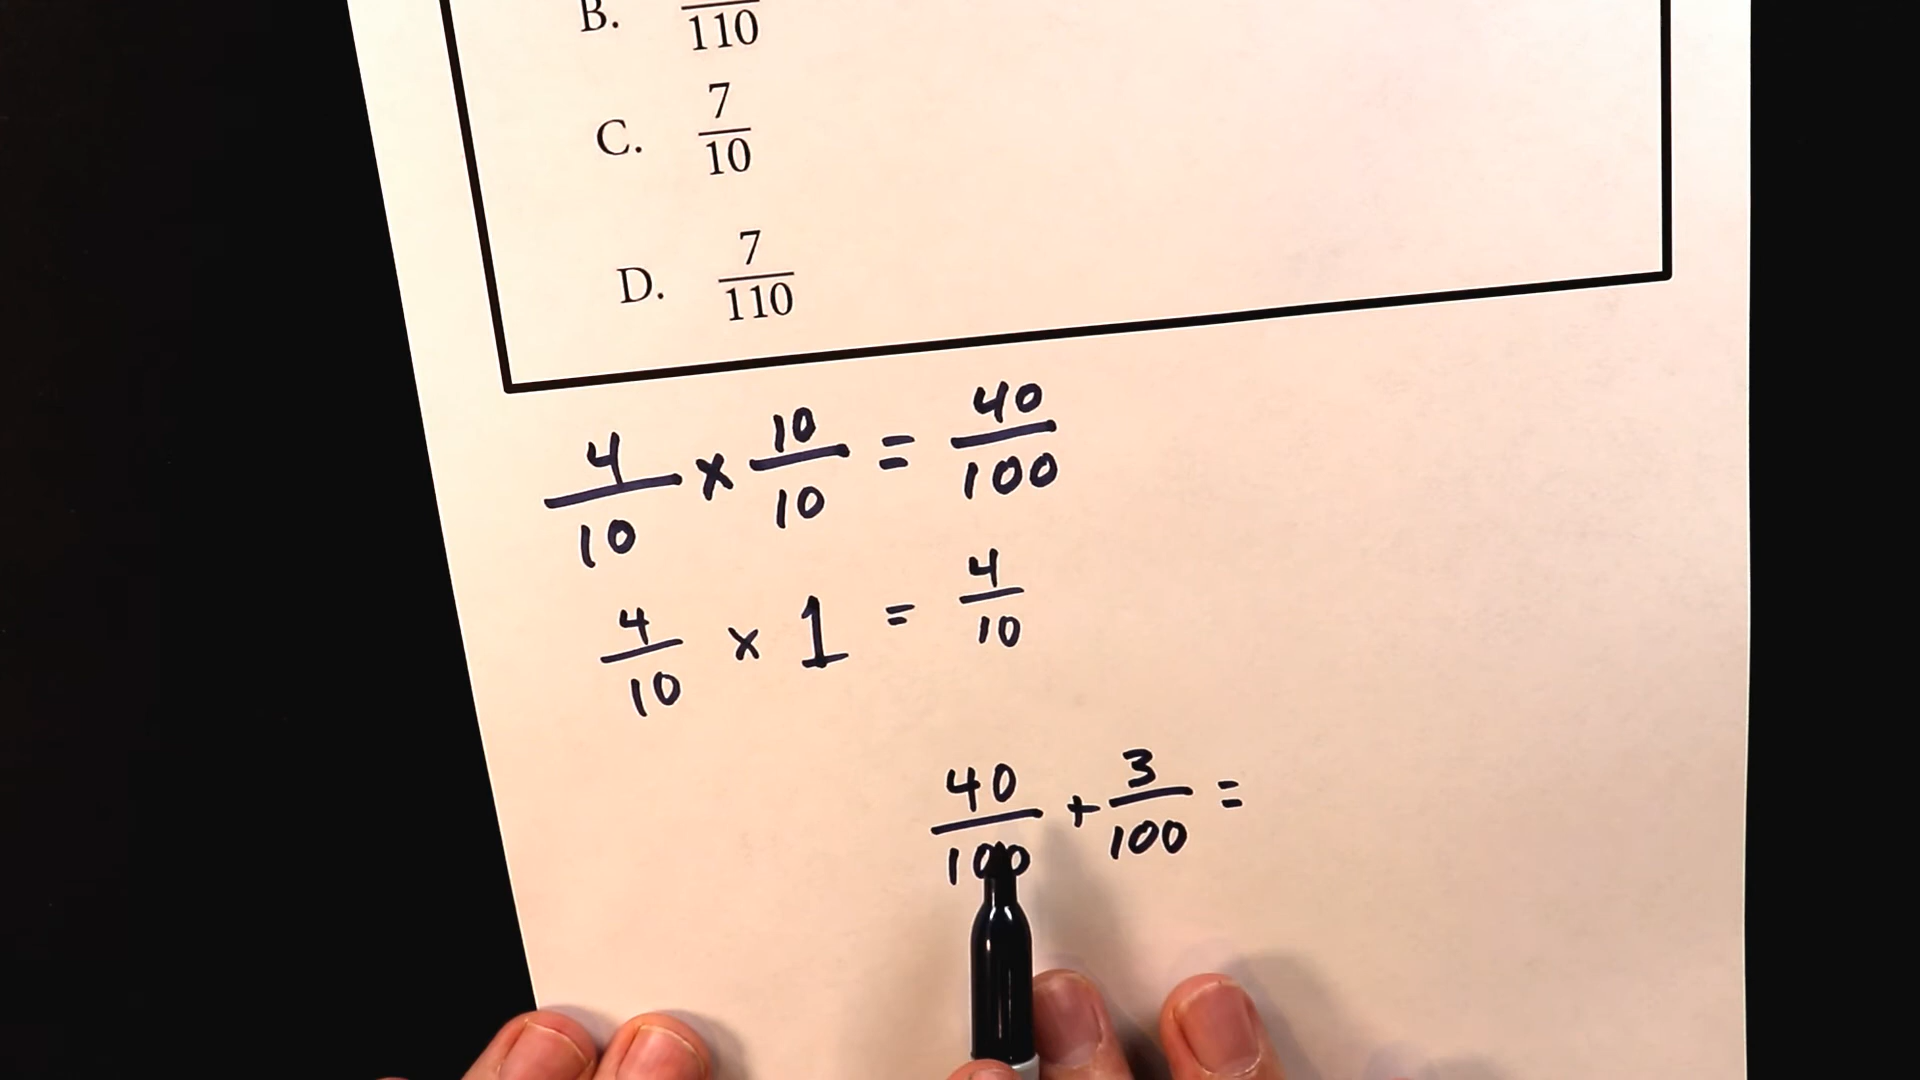 B. /110
C. 7/10
D. 7/110
4/10 x 10/10 = 40/100
4/10 x 1 = 4/10
40/100 + 3/100 =